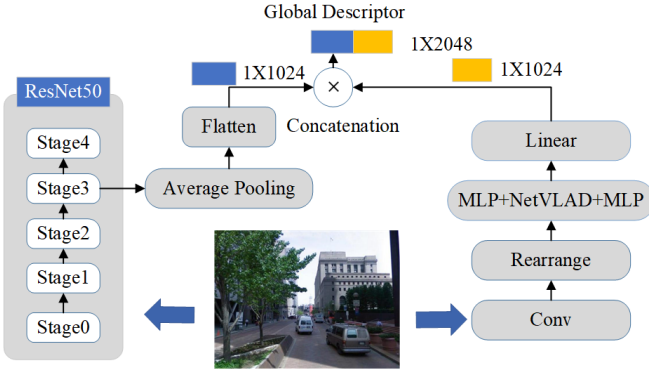 Global Descriptor
1X2048
1X1024
1X1024
ResNet50
×
Flatten
Concatenation
Linear
Stage4
Stage3
Average Pooling
MLP+NetVLAD+MLP
Stage2
Rearrange
Stage1
Stage0
Conv